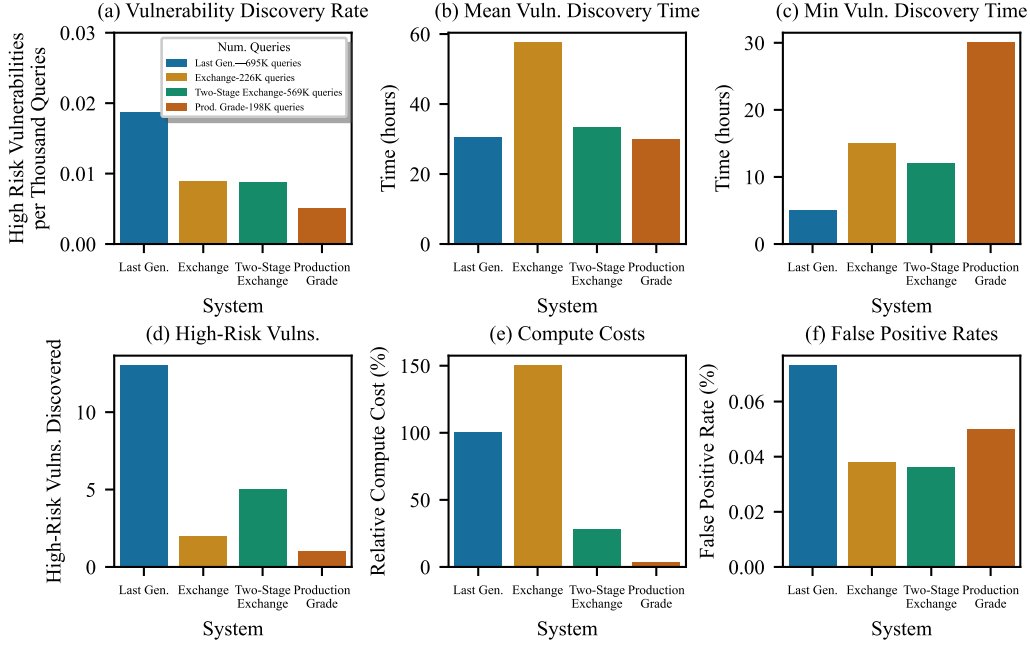 (a) Vulnerability Discovery Rate
High Risk Vulnerabilities
per Thousand Queries
0.03
0.02
0.01
0.00
Num. Queries
Last Gen.—695K queries
Exchange-226K queries
Two-Stage Exchange-569K queries
Prod. Grade-198K queries
Last Gen.
Exchange
Two-Stage
Exchange
Production
Grade
System
(b) Mean Vuln. Discovery Time
Time (hours)
60
40
20
0
Last Gen.
Exchange
Two-Stage
Exchange
Production
Grade
System
(c) Min Vuln. Discovery Time
Time (hours)
30
20
10
0
Last Gen.
Exchange
Two-Stage
Exchange
Production
Grade
System
(d) High-Risk Vulns.
High-Risk Vulns. Discovered
10
5
0
Last Gen.
Exchange
Two-Stage
Exchange
Production
Grade
System
(e) Compute Costs
Relative Compute Cost (%)
150
100
50
0
Last Gen.
Exchange
Two-Stage
Exchange
Production
Grade
System
(f) False Positive Rates
False Positive Rate (%)
0.06
0.04
0.02
0.00
Last Gen.
Exchange
Two-Stage
Exchange
Production
Grade
System